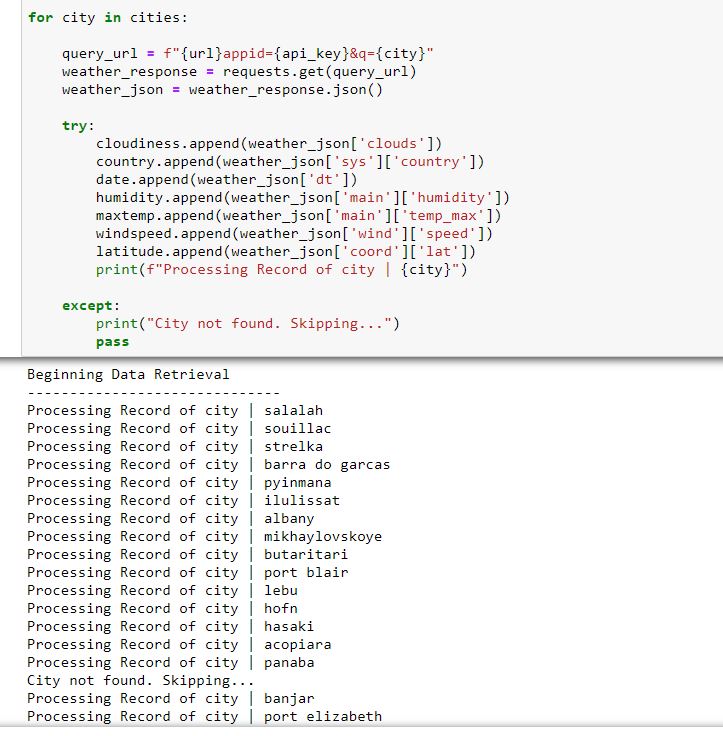 for city in cities:
query_url = f"{url}appid={api_key}&q={city}"
weather_response = requests.get(query_url)
weather_json = weather_response.json()
try:
cloudiness.append(weather_json['clouds'])
country.append(weather_json['sys']['country'])
date.append(weather_json['dt'])
humidity.append(weather_json['main']['humidity'])
maxtemp.append(weather_json['main']['temp_max'])
windspeed.append(weather_json['wind']['speed'])
latitude.append(weather_json['coord']['lat'])
print(f"Processing Record of city | {city}")
except:
print("City not found. Skipping...")
pass
Beginning Data Retrieval
------------------------------
Processing Record of city | salalah
Processing Record of city | souillac
Processing Record of city | strelka
Processing Record of city | barra do garcas
Processing Record of city | pyinmana
Processing Record of city | ilulissat
Processing Record of city | albany
Processing Record of city | mikhaylovskoye
Processing Record of city | butaritari
Processing Record of city | port blair
Processing Record of city | lebu
Processing Record of city | hofn
Processing Record of city | hasaki
Processing Record of city | acopiara
Processing Record of city | panaba
City not found. Skipping...
Processing Record of city | banjar
Processing Record of city | port elizabeth